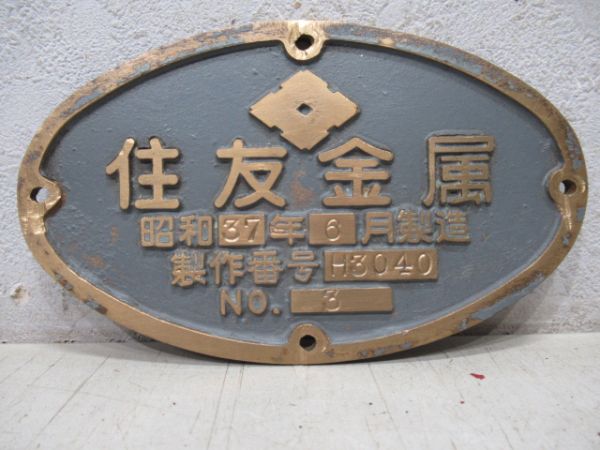 住友金属
昭和37年6月製造
製作番号H3040
NO. 3